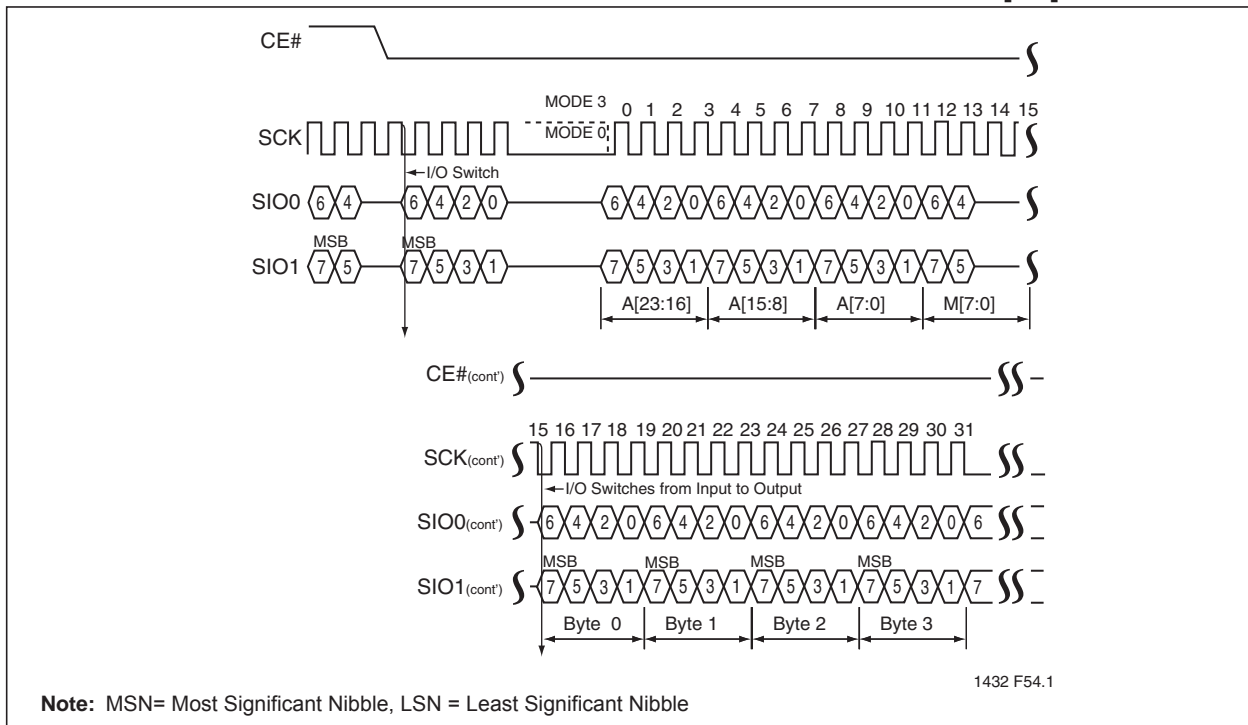 CE#
MODE 3
0 1 2 3 4 5 6 7 8 9 10 11 12 13 14 15
SCK
MODE 0
I/O Switch
SIO0 6 4 6 4 2 0 6 4 2 0 6 4 2 0 6 4 2 0 6 4
MSB MSB
SIO1 7 5 7 5 3 1 7 5 3 1 7 5 3 1 7 5 3 1 7 5
A[23:16] A[15:8] A[7:0] M[7:0]
CE#(cont')
15 16 17 18 19 20 21 22 23 24 25 26 27 28 29 30 31
SCK(cont')
I/O Switches from Input to Output
SIO0(cont') 6 4 2 0 6 4 2 0 6 4 2 0 6 4 2 0 6
MSB MSB MSB MSB
SIO1(cont') 7 5 3 1 7 5 3 1 7 5 3 1 7 5 3 1 7
Byte 0 Byte 1 Byte 2 Byte 3
1432 F54.1
Note: MSN= Most Significant Nibble, LSN = Least Significant Nibble